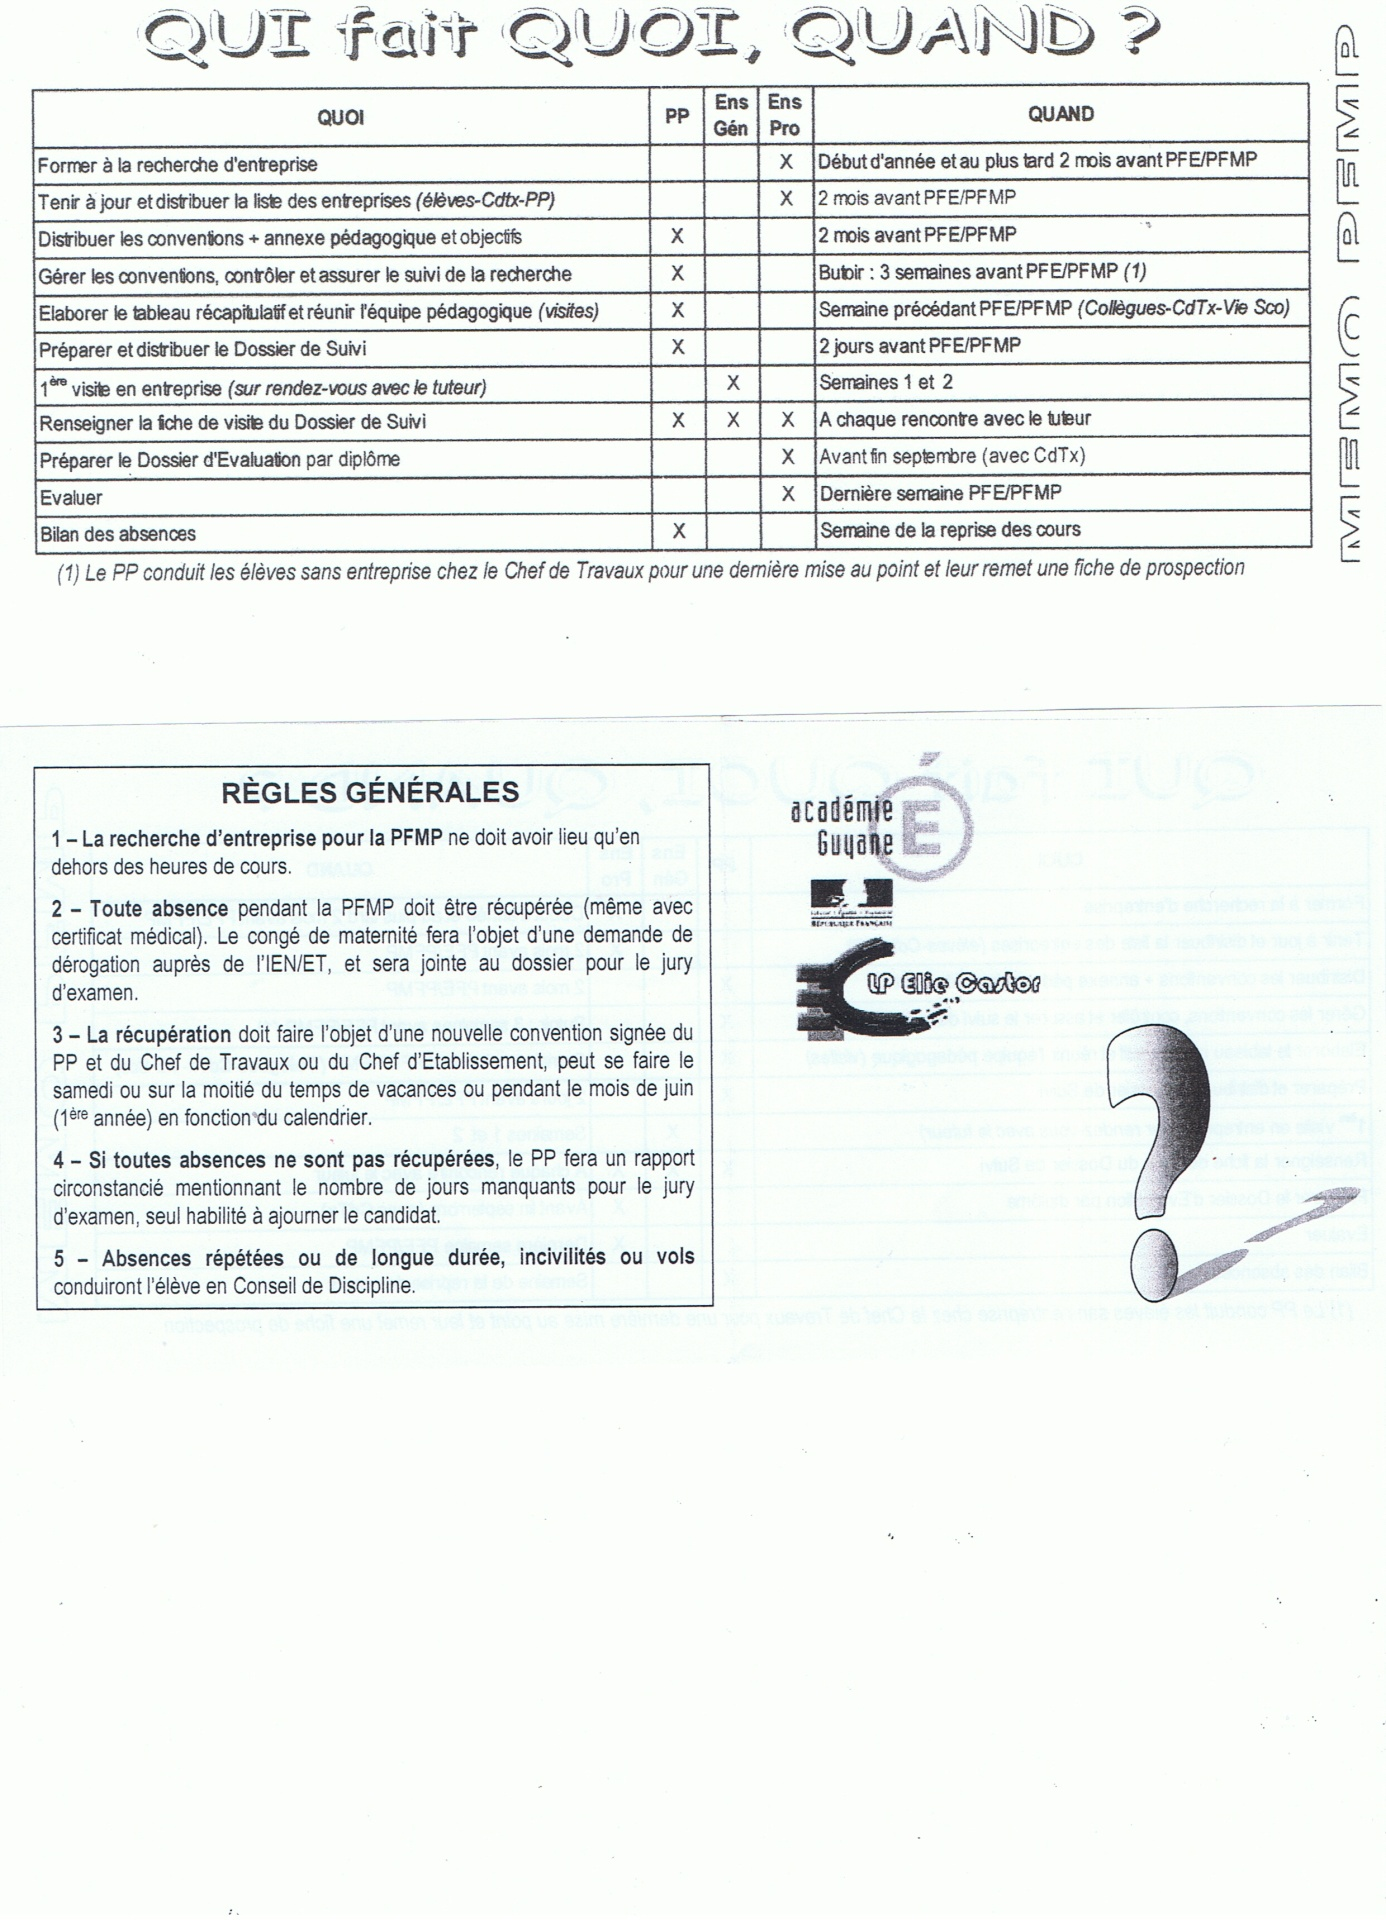 QUI fait QUOI, QUAND ?
QUOI PP Ens Gén Ens Pro QUAND
Former à la recherche d'entreprise X Début d'année et au plus tard 2 mois avant PFE/PFMP
Tenir à jour et distribuer la liste des entreprises (élèves-Cdtx-PP) X 2 mois avant PFE/PFMP
Distribuer les conventions + annexe pédagogique et objectifs X 2 mois avant PFE/PFMP
Gérer les conventions, contrôler et assurer le suivi de la recherche X Butoir : 3 semaines avant PFE/PFMP (1)
Elaborer le tableau récapitulatif et réunir l'équipe pédagogique (visites) X Semaine précédant PFE/PFMP (Collègues-CdTx-Vie Sco)
Préparer et distribuer le Dossier de Suivi X 2 jours avant PFE/PFMP
1ère visite en entreprise (sur rendez-vous avec le tuteur) X Semaines 1 et 2
Renseigner la fiche de visite du Dossier de Suivi X X X A chaque rencontre avec le tuteur
Préparer le Dossier d'Evaluation par diplôme X Avant fin septembre (avec CdTx)
Evaluer X Dernière semaine PFE/PFMP
Bilan des absences X Semaine de la reprise des cours
(1) Le PP conduit les élèves sans entreprise chez le Chef de Travaux pour une dernière mise au point et leur remet une fiche de prospection
MEMO PFMP
RÈGLES GÉNÉRALES
1 – La recherche d'entreprise pour la PFMP ne doit avoir lieu qu'en
dehors des heures de cours.
2 – Toute absence pendant la PFMP doit être récupérée (même avec
certificat médical). Le congé de maternité fera l'objet d'une demande de
dérogation auprès de l'IEN/ET, et sera jointe au dossier pour le jury
d'examen.
3 – La récupération doit faire l'objet d'une nouvelle convention signée du
PP et du Chef de Travaux ou du Chef d'Etablissement, peut se faire le
samedi ou sur la moitié du temps de vacances ou pendant le mois de juin
(1ère année) en fonction du calendrier.
4 – Si toutes absences ne sont pas récupérées, le PP fera un rapport
circonstancié mentionnant le nombre de jours manquants pour le jury
d'examen, seul habilité à ajourner le candidat.
5 – Absences répétées ou de longue durée, incivilités ou vols
conduiront l'élève en Conseil de Discipline.
académie É
Guyane
RÉPUBLIQUE FRANÇAISE
LP Elie Castor
?